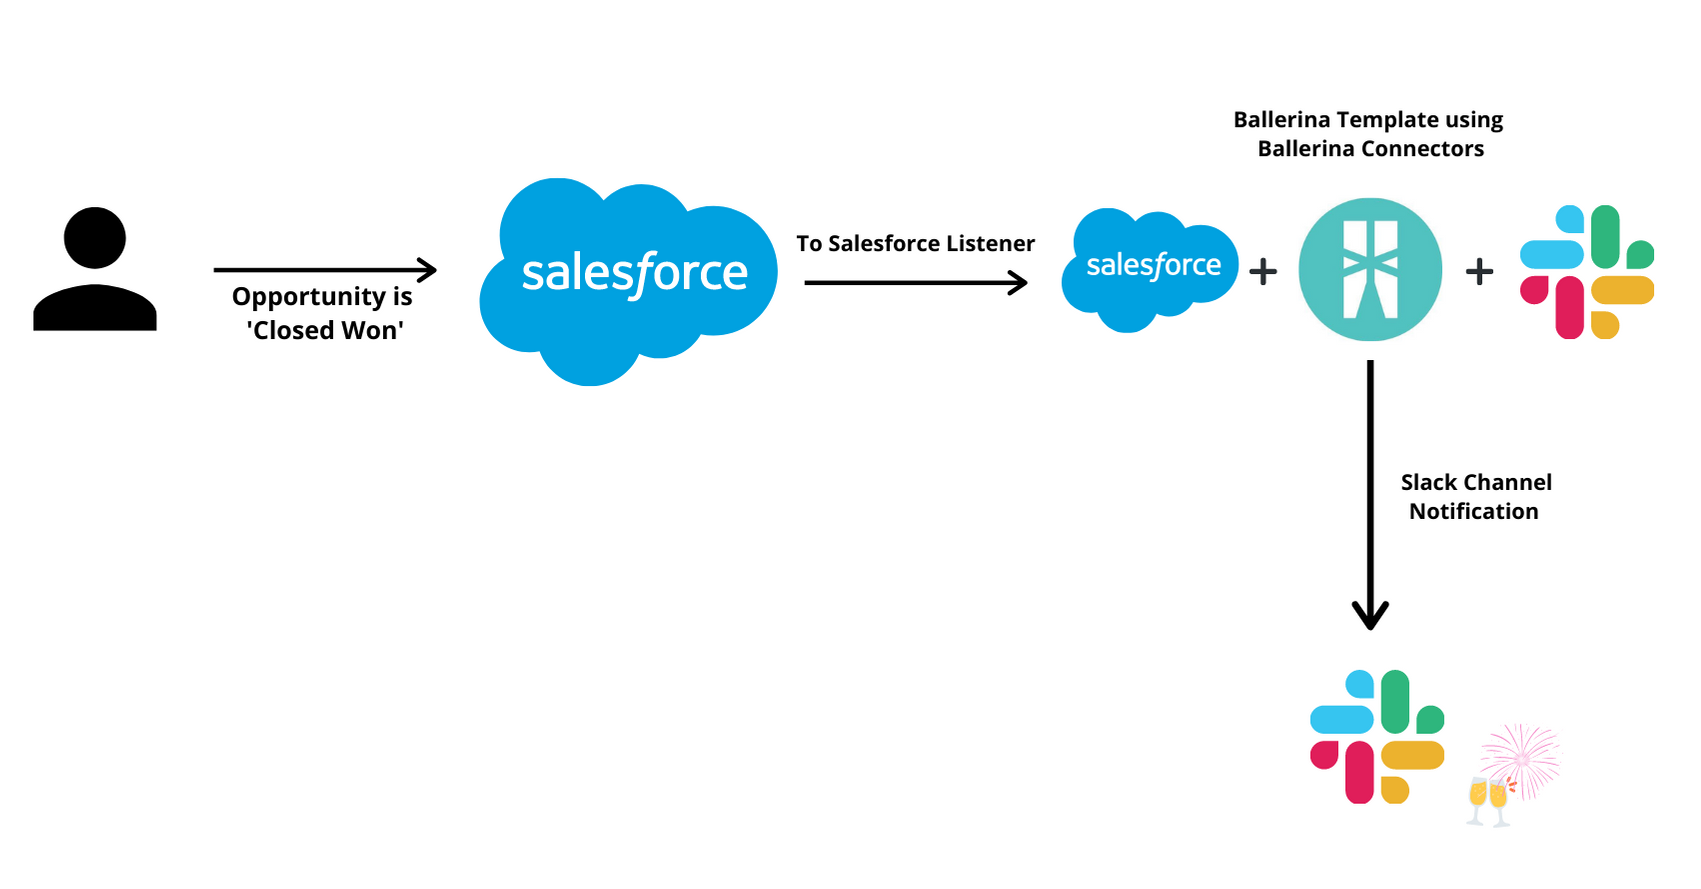 Ballerina Template using
Ballerina Connectors
Opportunity is
'Closed Won'
salesforce
To Salesforce Listener
salesforce
+
+
Slack Channel
Notification